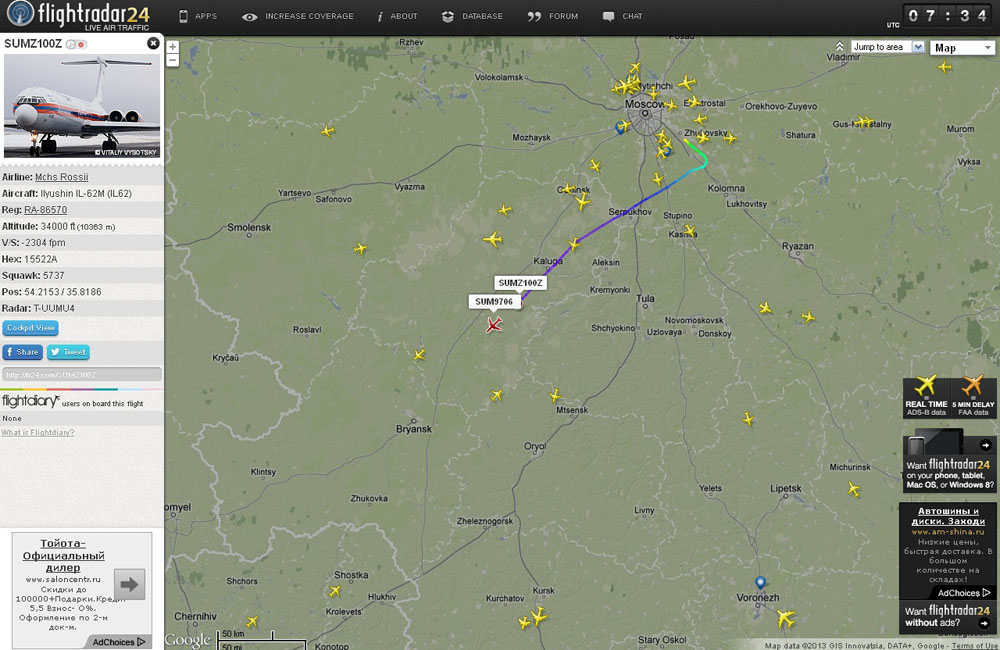 flightradar24
LIVE AIR TRAFFIC
APPS
INCREASE COVERAGE
ABOUT
DATABASE
FORUM
CHAT
UTC
07:34
SUMZ100Z
© VITALIY VYSOTSKY
Airline: Mchs Rossii
Aircraft: Ilyushin IL-62M (IL62)
Reg: RA-86570
Altitude: 34000 ft (10363 m)
V/S: -2304 fpm
Hex: 15522A
Squawk: 5737
Pos: 54.2153 / 35.8186
Radar: T-UUMU4
Cockpit View
Share
Tweet
http://fr24.com/SUMZ100Z
flightdiary users on board this flight
None
What is Flightdiary?
Тойота-
Официальный
дилер
www.saloncentr.ru
Скидки до
100000+Подарки.Креди
5,5 Взнос- 0%.
Оформление по 2-м
док-м.
AdChoices
Jump to area
Map
Rzhev
Posad
Vladimir
Volokolamsk
Mytishchi
Moscow
Orekhovo-Zuyevo
Mozhaysk
Zhukovsky
Shatura
Murom
Vyksa
Vyazma
Yartsevo
Safonovo
Kolomna
Lukhovitsy
Serpukhov
Stupino
Smolensk
Ryazan
Kaluga
Aleksin
SUMZ100Z
Kremyonki
SUM9706
Tula
Roslavl
Shchyokino
Novomoskovsk
Uzlovaya
Donskoy
Kryčaŭ
Mtsensk
Bryansk
Oryol
Klintsy
Michurinsk
Zhukovka
Yelets
Lipetsk
Livny
omyel
Zheleznogorsk
Shchors
Shostka
Hlukhiv
Krolevets'
Kursk
Kurchatov
Voronezh
Chernihiv
Konotop
Stary Oskol
REAL TIME
ADS-B data
5 MIN DELAY
FAA data
Want flightradar24
on your phone, tablet,
Mac OS, or Windows 8?
Автошины и
диски. Заходи
www.am-shina.ru
Низкие цены,
быстрая доставка. В
большом
количестве на
складах!
AdChoices
Want flightradar24
without ads?
Google
50 km
50 mi
Map data ©2013 GIS Innovatsia, DATA+, Google - Terms of Use